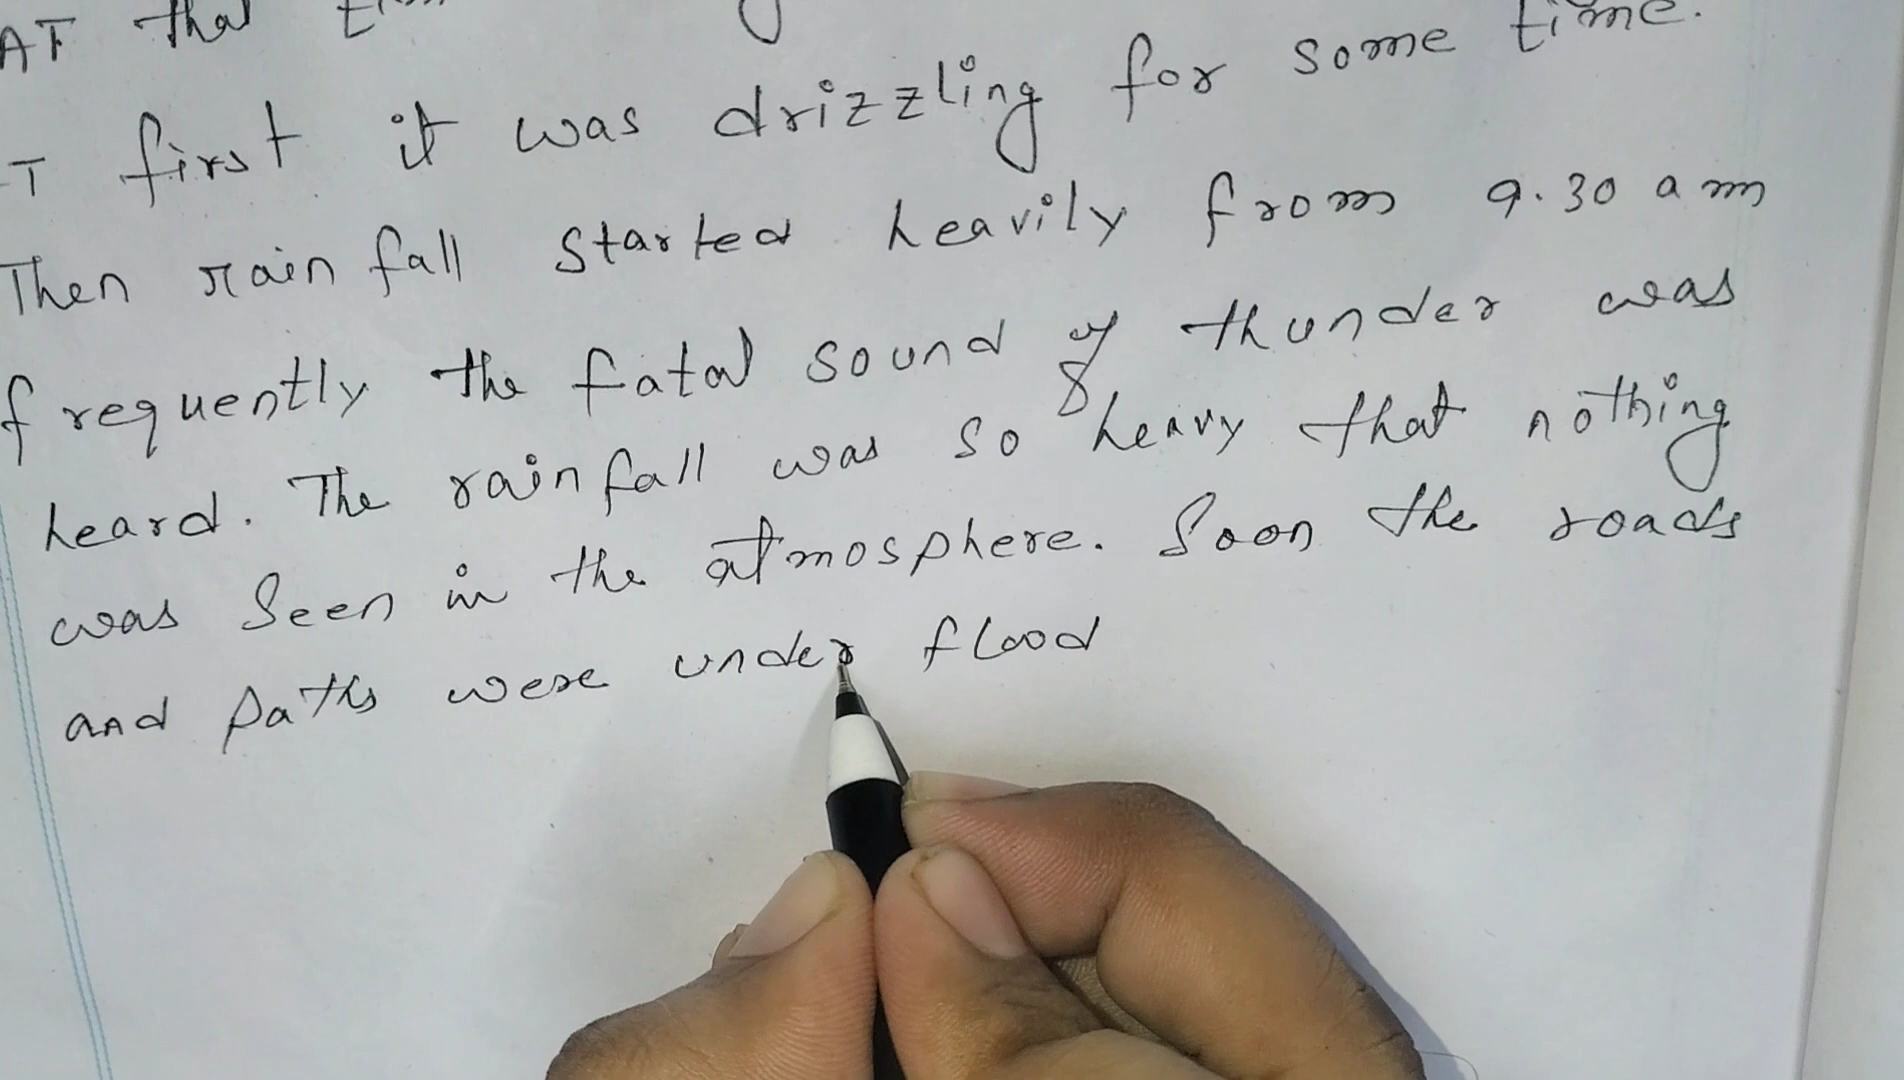 AT that
T first it was drizzling for some time.
Then rain fall started heavily from 9.30 am
frequently the fatal sound of thunder was
heard. The rainfall was so heavy that nothing
was Seen in the atmosphere. Soon the roads
and paths were under flood